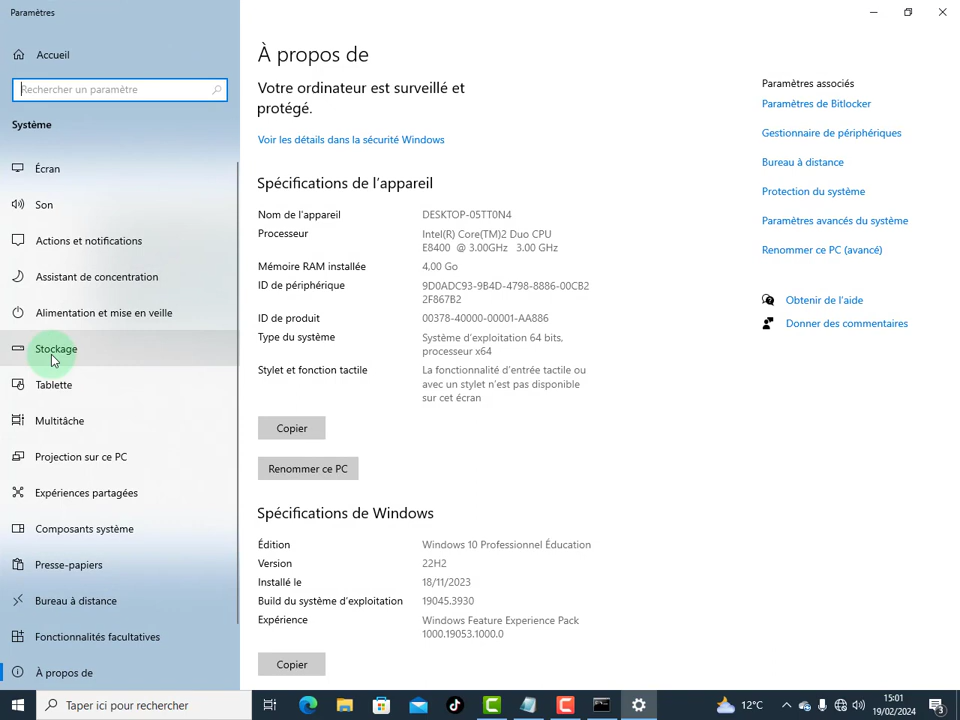 Paramètres
Accueil
Rechercher un paramètre
Système
Écran
Son
Actions et notifications
Assistant de concentration
Alimentation et mise en veille
Stockage
Tablette
Multitâche
Projection sur ce PC
Expériences partagées
Composants système
Presse-papiers
Bureau à distance
Fonctionnalités facultatives
À propos de
À propos de
Votre ordinateur est surveillé et
protégé.
Voir les détails dans la sécurité Windows
Spécifications de l'appareil
Nom de l'appareil DESKTOP-05TT0N4
Processeur Intel(R) Core(TM)2 Duo CPU
E8400 @ 3.00GHz 3.00 GHz
Mémoire RAM installée 4,00 Go
ID de périphérique 9D0ADC93-9B4D-4798-8886-00CB2
2F867B2
ID de produit 00378-40000-00001-AA886
Type du système Système d'exploitation 64 bits,
processeur x64
Stylet et fonction tactile La fonctionnalité d'entrée tactile ou
avec un stylet n'est pas disponible
sur cet écran
Copier
Renommer ce PC
Spécifications de Windows
Édition Windows 10 Professionnel Éducation
Version 22H2
Installé le 18/11/2023
Build du système d'exploitation 19045.3930
Expérience Windows Feature Experience Pack
1000.19053.1000.0
Copier
Paramètres associés
Paramètres de Bitlocker
Gestionnaire de périphériques
Bureau à distance
Protection du système
Paramètres avancés du système
Renommer ce PC (avancé)
Obtenir de l'aide
Donner des commentaires
Taper ici pour rechercher
12°C
15:01
19/02/2024
3